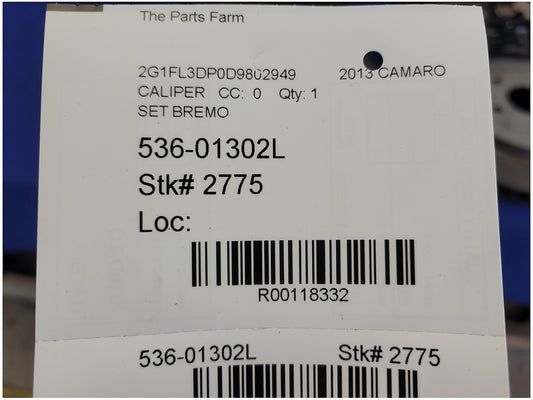 The Parts Farm
2G1FL3DP0D9802949 2013 CAMARO
CALIPER CC: 0 Qty: 1
SET BREMO
536-01302L
Stk# 2775
Loc:
R00118332
536-01302L Stk# 2775